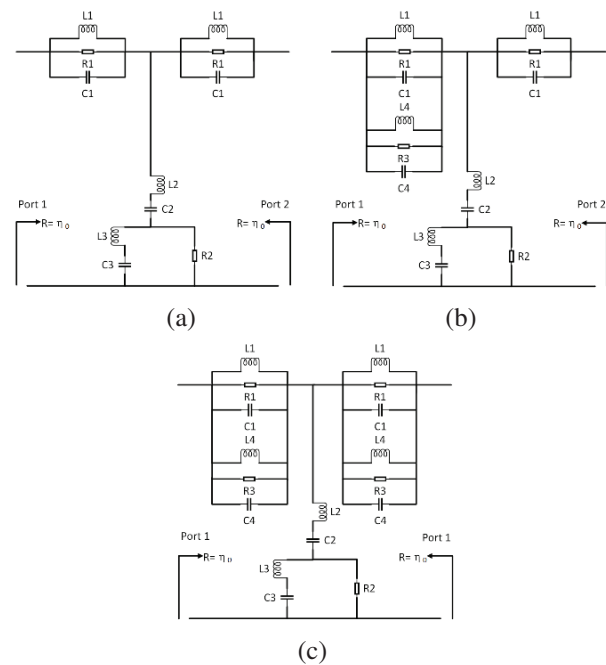 L1 L1
R1 R1
C1 C1
L2
C2
Port 1 Port 2
R= η0 R= η0
L3
R2
C3
(a)
L1 L1
R1 R1
C1 C1
L4
R3
C4
L2
C2
Port 1 Port 2
R= η0 R= η0
L3
R2
C3
(b)
L1 L1
R1 R1
C1 C1
L4 L4
R3 R3
C4 C4
L2
Port 1 Port 1
C2
R= η0 R= η0
L3
R2
C3
(c)